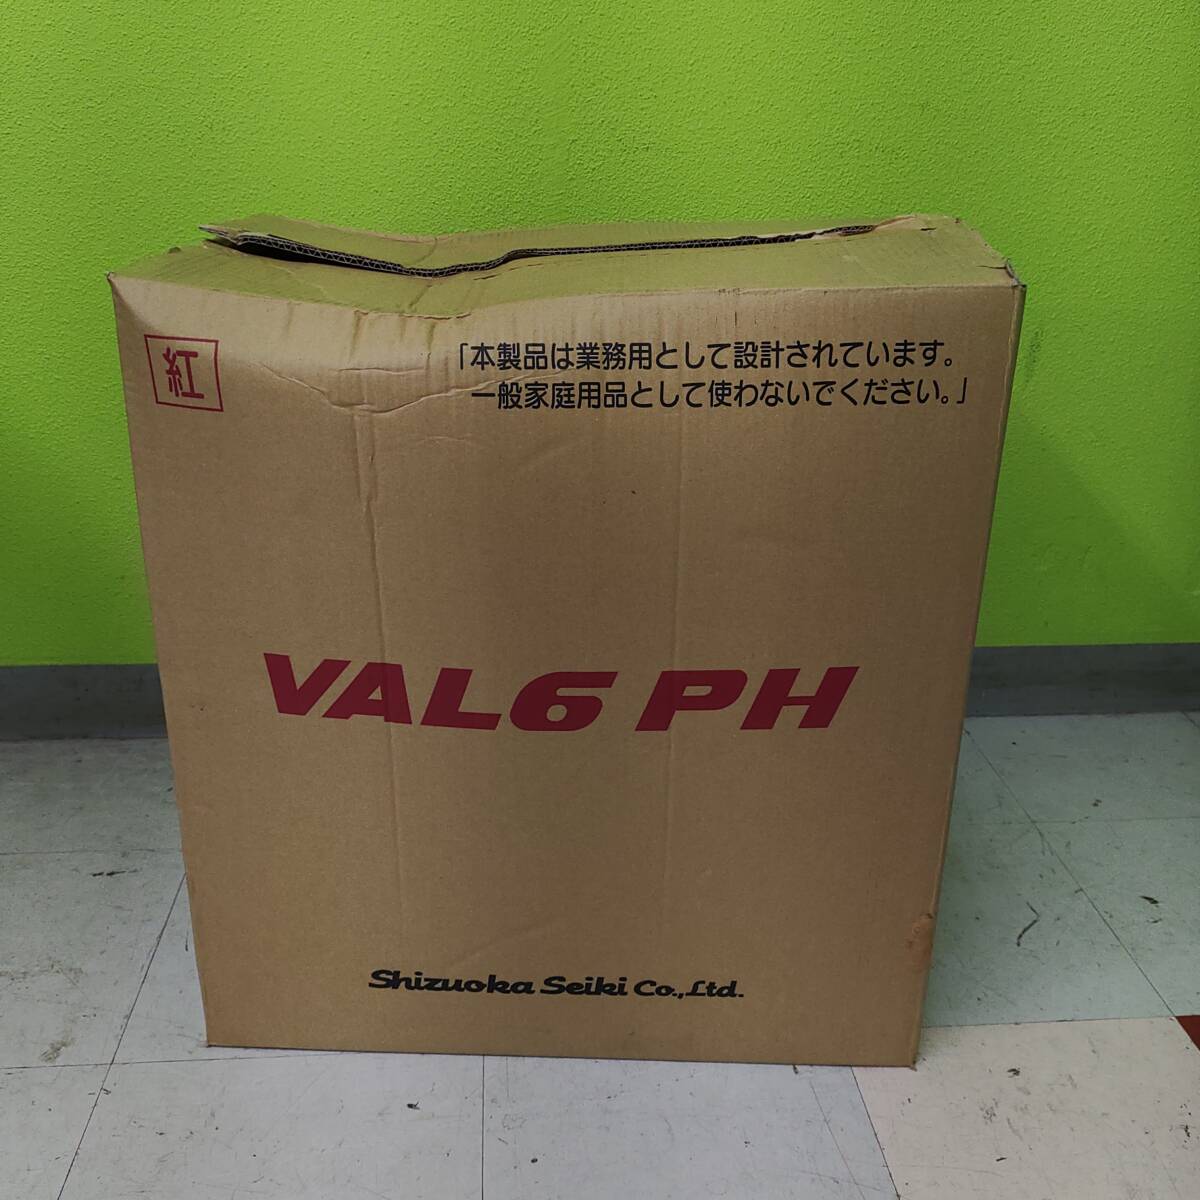 紅
「本製品は業務用として設計されています。
一般家庭用品として使わないでください。」
VAL6 PH
Shizuoka Seiki Co.,Ltd.